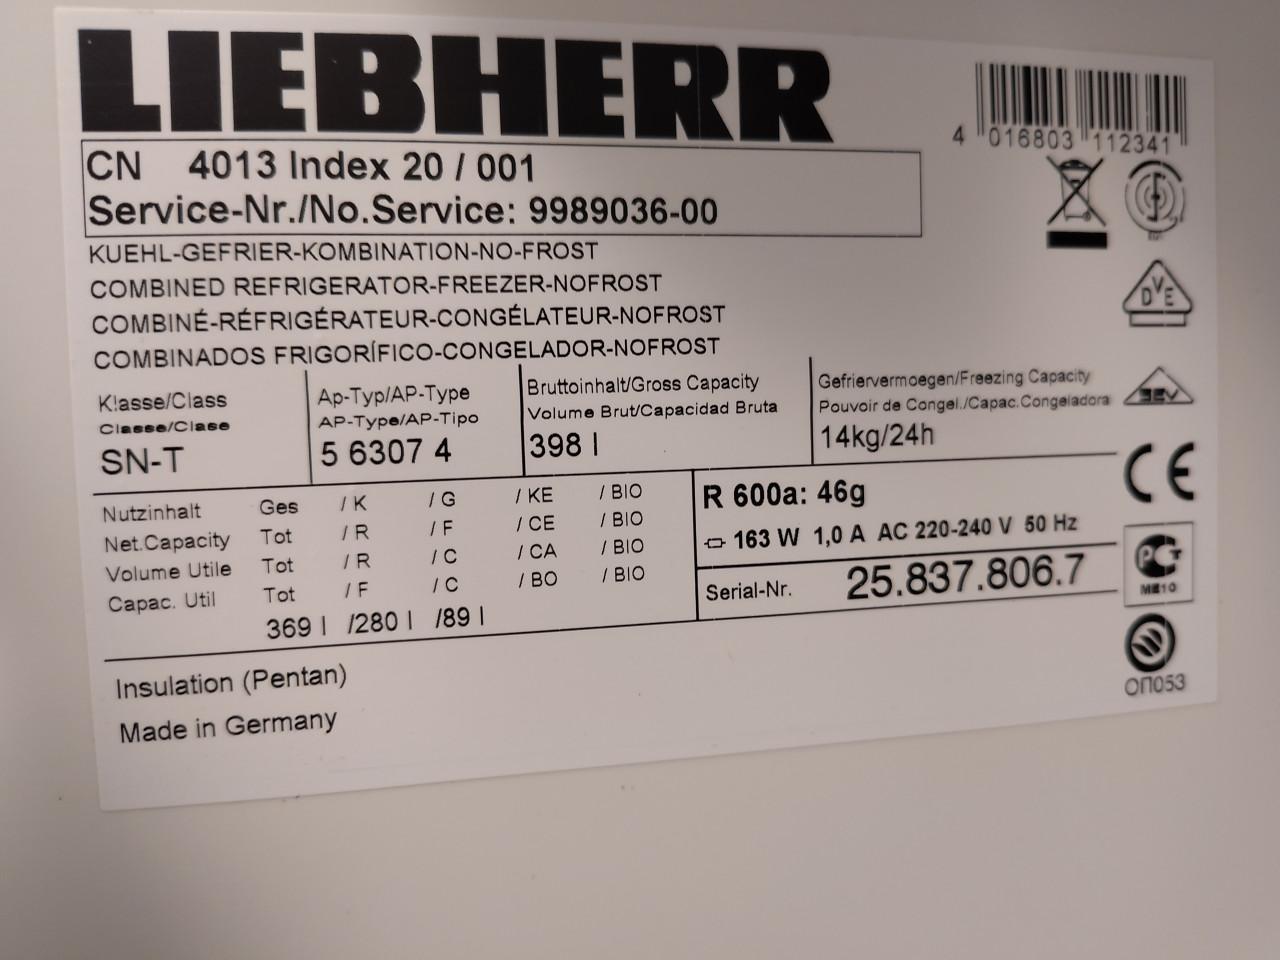 LIEBHERR
4 016803 112341
CN 4013 Index 20 / 001
Service-Nr./No.Service: 9989036-00
KUEHL-GEFRIER-KOMBINATION-NO-FROST
COMBINED REFRIGERATOR-FREEZER-NOFROST
COMBINÉ-RÉFRIGÉRATEUR-CONGÉLATEUR-NOFROST
COMBINADOS FRIGORÍFICO-CONGELADOR-NOFROST
Klasse/Class
Classe/Clase
SN-T
Ap-Typ/AP-Type
AP-Type/AP-Tipo
5 6307 4
Bruttoinhalt/Gross Capacity
Volume Brut/Capacidad Bruta
398 l
Gefriervermoegen/Freezing Capacity
Pouvoir de Congel./Capac.Congeladora
14kg/24h
Nutzinhalt Ges / K / G / KE / BIO
Net.Capacity Tot / R / F / CE / BIO
Volume Utile Tot / R / C / CA / BIO
Capac. Util Tot / F / C / BO / BIO
369 l /280 l /89 l
R 600a: 46g
163 W 1,0 A AC 220-240 V 50 Hz
Serial-Nr. 25.837.806.7
Insulation (Pentan)
Made in Germany
DVE
CE
РСТ
ME10
ОП053